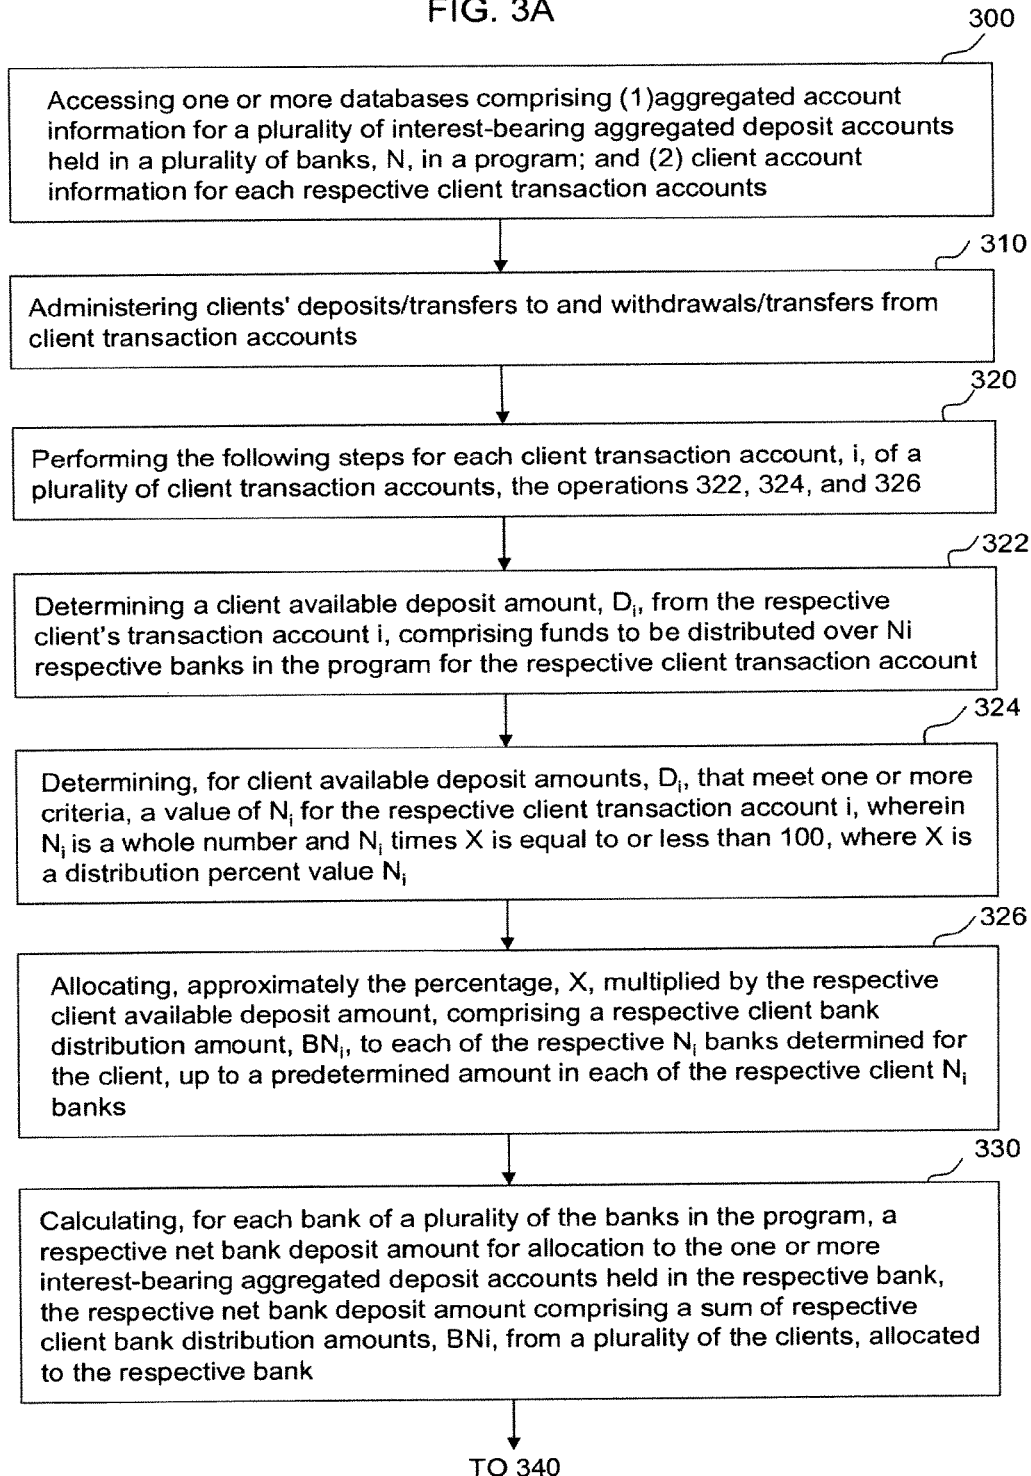 FIG. 3A
300
Accessing one or more databases comprising (1)aggregated account
information for a plurality of interest-bearing aggregated deposit accounts
held in a plurality of banks, N, in a program; and (2) client account
information for each respective client transaction accounts
310
Administering clients' deposits/transfers to and withdrawals/transfers from
client transaction accounts
320
Performing the following steps for each client transaction account, i, of a
plurality of client transaction accounts, the operations 322, 324, and 326
322
Determining a client available deposit amount, Di, from the respective
client's transaction account i, comprising funds to be distributed over Ni
respective banks in the program for the respective client transaction account
324
Determining, for client available deposit amounts, Di, that meet one or more
criteria, a value of Ni for the respective client transaction account i, wherein
Ni is a whole number and Ni times X is equal to or less than 100, where X is
a distribution percent value Ni
326
Allocating, approximately the percentage, X, multiplied by the respective
client available deposit amount, comprising a respective client bank
distribution amount, BNi, to each of the respective Ni banks determined for
the client, up to a predetermined amount in each of the respective client Ni
banks
330
Calculating, for each bank of a plurality of the banks in the program, a
respective net bank deposit amount for allocation to the one or more
interest-bearing aggregated deposit accounts held in the respective bank,
the respective net bank deposit amount comprising a sum of respective
client bank distribution amounts, BNi, from a plurality of the clients, allocated
to the respective bank
TO 340